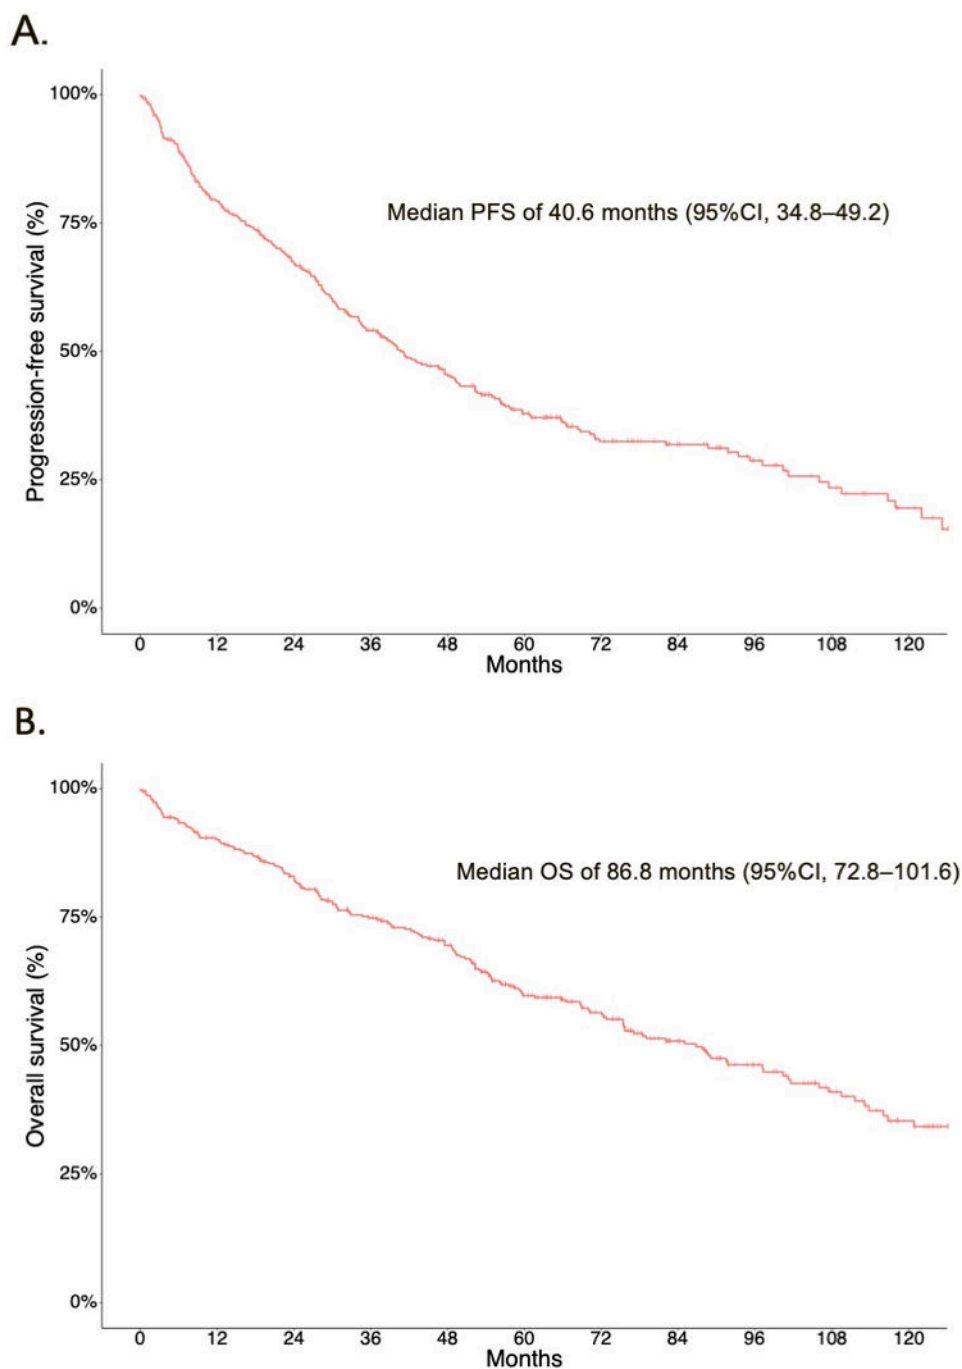 A.
100%
75%
50%
25%
0%
Progression-free survival (%)
Median PFS of 40.6 months (95%CI, 34.8–49.2)
0 12 24 36 48 60 72 84 96 108 120
Months
B.
100%
75%
50%
25%
0%
Overall survival (%)
Median OS of 86.8 months (95%CI, 72.8–101.6)
0 12 24 36 48 60 72 84 96 108 120
Months